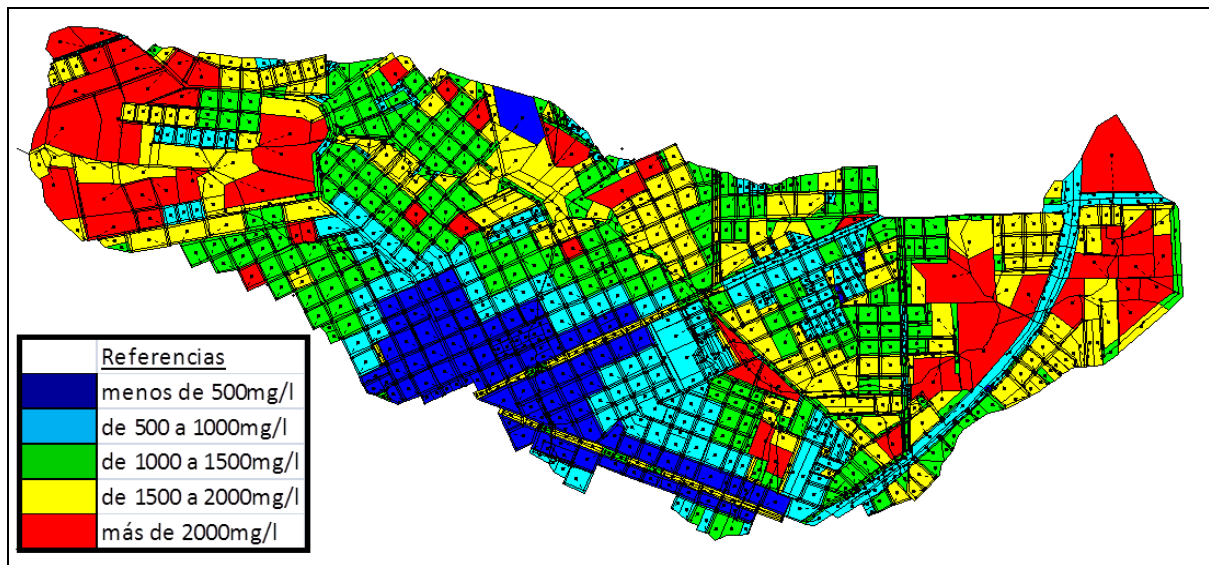 Referencias
menos de 500mg/l
de 500 a 1000mg/l
de 1000 a 1500mg/l
de 1500 a 2000mg/l
más de 2000mg/l